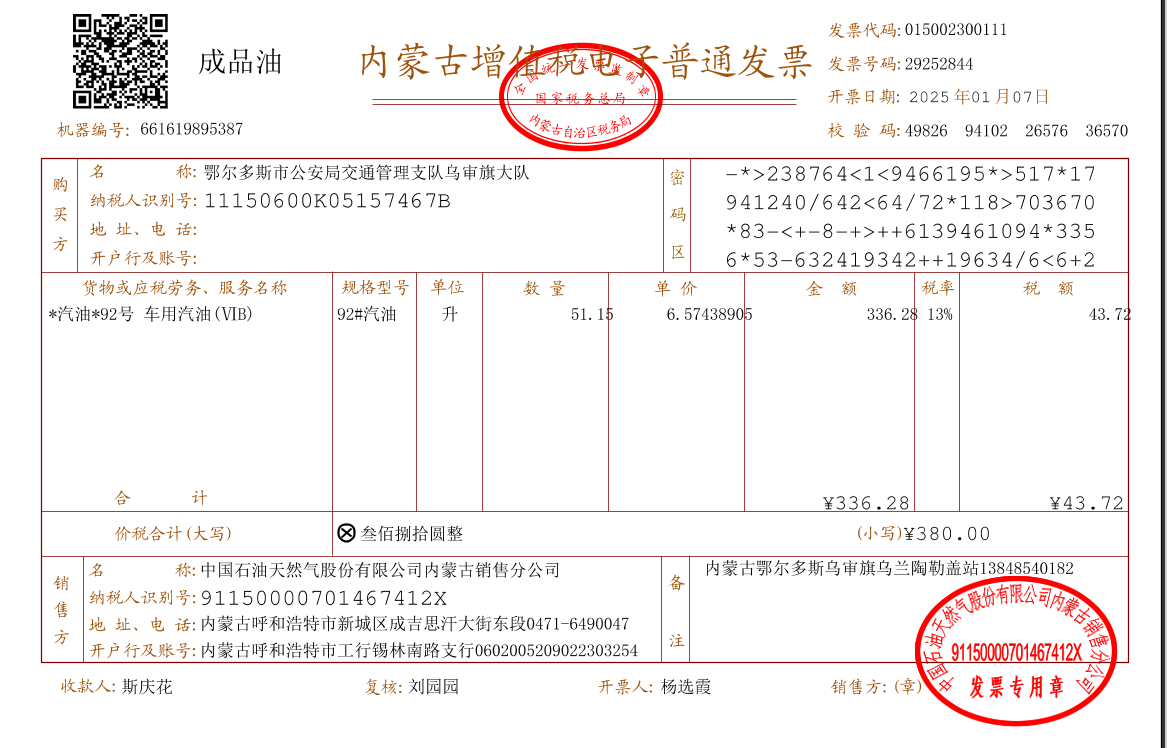 成品油
内蒙古增值税电子普通发票
全国统一发票监制章
国家税务总局
内蒙古自治区税务局
发票代码:015002300111
发票号码:29252844
开票日期: 2025年01月07日
校 验 码:49826 94102 26576 36570
机器编号: 661619895387
购买方
名 称: 鄂尔多斯市公安局交通管理支队乌审旗大队
纳税人识别号: 11150600K05157467B
地 址、电 话:
开户行及账号:
密码区
-*>238764<1<9466195*>517*17
941240/642<64/72*118>703670
*83-<+-8-+>++6139461094*335
6*53-632419342++19634/6<6+2
货物或应税劳务、服务名称 规格型号 单位 数 量 单 价 金 额 税率 税 额
*汽油*92号 车用汽油(VIB) 92#汽油 升 51.15 6.57438905 336.28 13% 43.72
合 计 ¥336.28 ¥43.72
价税合计(大写) ⊗叁佰捌拾圆整 (小写)¥380.00
销售方
名 称: 中国石油天然气股份有限公司内蒙古销售分公司
纳税人识别号: 91150000701467412X
地 址、电 话: 内蒙古呼和浩特市新城区成吉思汗大街东段0471-6490047
开户行及账号: 内蒙古呼和浩特市工行锡林南路支行0602005209022303254
备注
内蒙古鄂尔多斯乌审旗乌兰陶勒盖站13848540182
中国石油天然气股份有限公司内蒙古销售分公司
91150000701467412X
发票专用章
收款人: 斯庆花 复核: 刘园园 开票人: 杨选霞 销售方: (章)